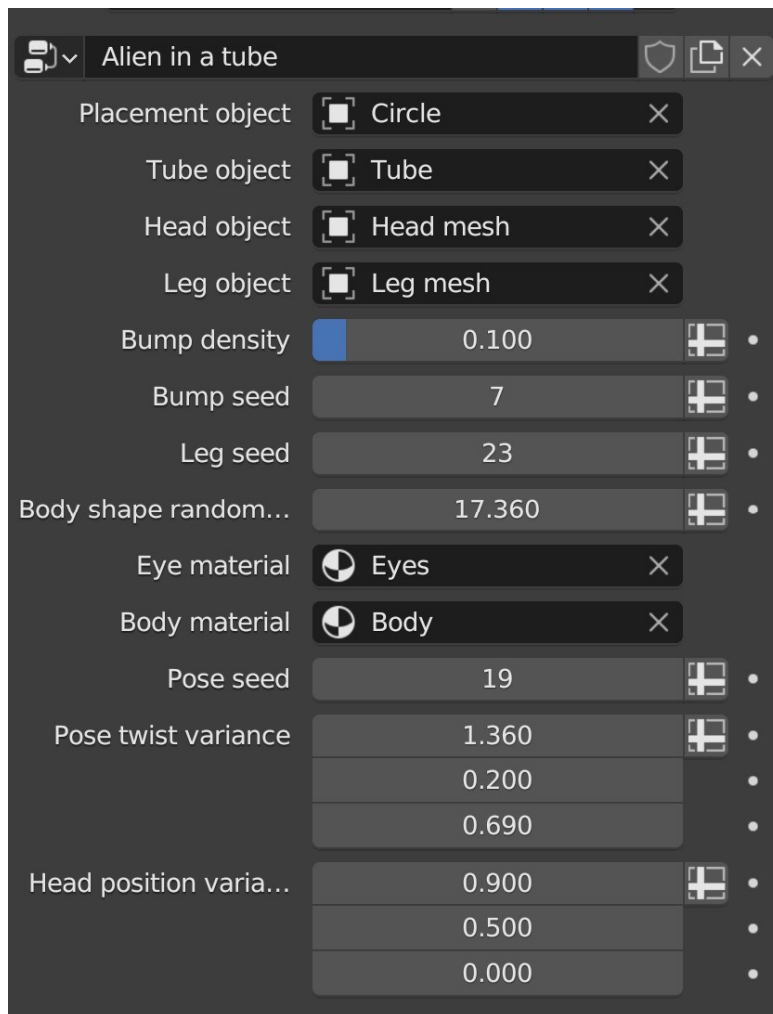 Alien in a tube
Placement object Circle
Tube object Tube
Head object Head mesh
Leg object Leg mesh
Bump density 0.100
Bump seed 7
Leg seed 23
Body shape random... 17.360
Eye material Eyes
Body material Body
Pose seed 19
Pose twist variance 1.360
0.200
0.690
Head position varia... 0.900
0.500
0.000